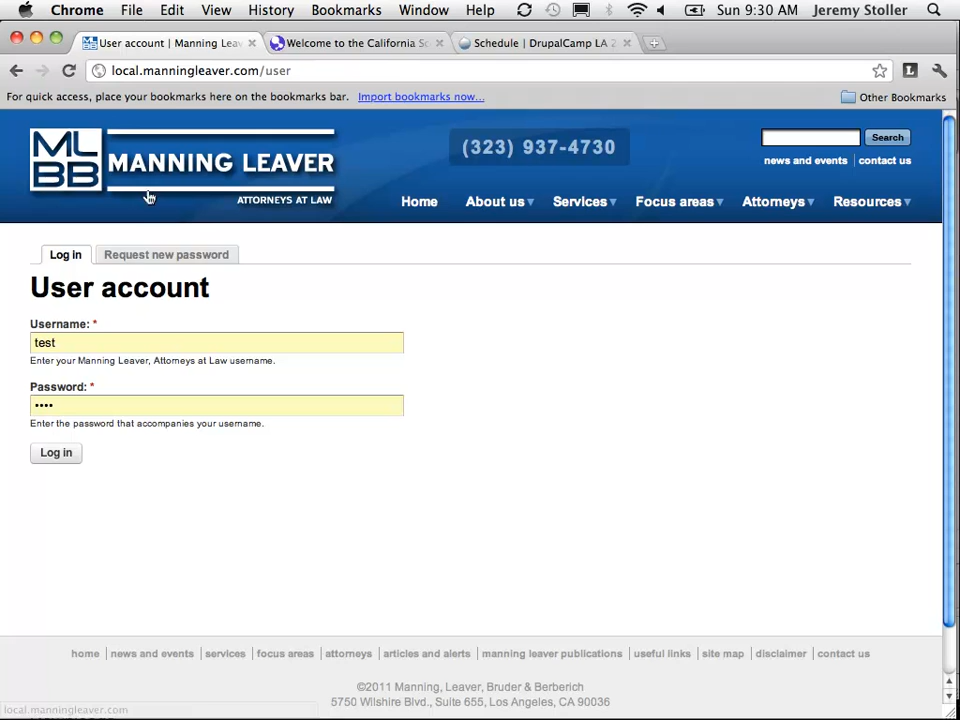 Chrome File Edit View History Bookmarks Window Help Sun 9:30 AM Jeremy Stoller
User account | Manning Leav
Welcome to the California Sc
Schedule | DrupalCamp LA 2
local.manningleaver.com/user
For quick access, place your bookmarks here on the bookmarks bar. Import bookmarks now... Other Bookmarks
ML
BB
MANNING LEAVER
ATTORNEYS AT LAW
(323) 937-4730
Search
news and events contact us
Home About us Services Focus areas Attorneys Resources
Log in Request new password
User account
Username: *
test
Enter your Manning Leaver, Attorneys at Law username.
Password: *
••••
Enter the password that accompanies your username.
Log in
home news and events services focus areas attorneys articles and alerts manning leaver publications useful links site map disclaimer contact us
©2011 Manning, Leaver, Bruder & Berberich
5750 Wilshire Blvd., Suite 655, Los Angeles, CA 90036
local.manningleaver.com